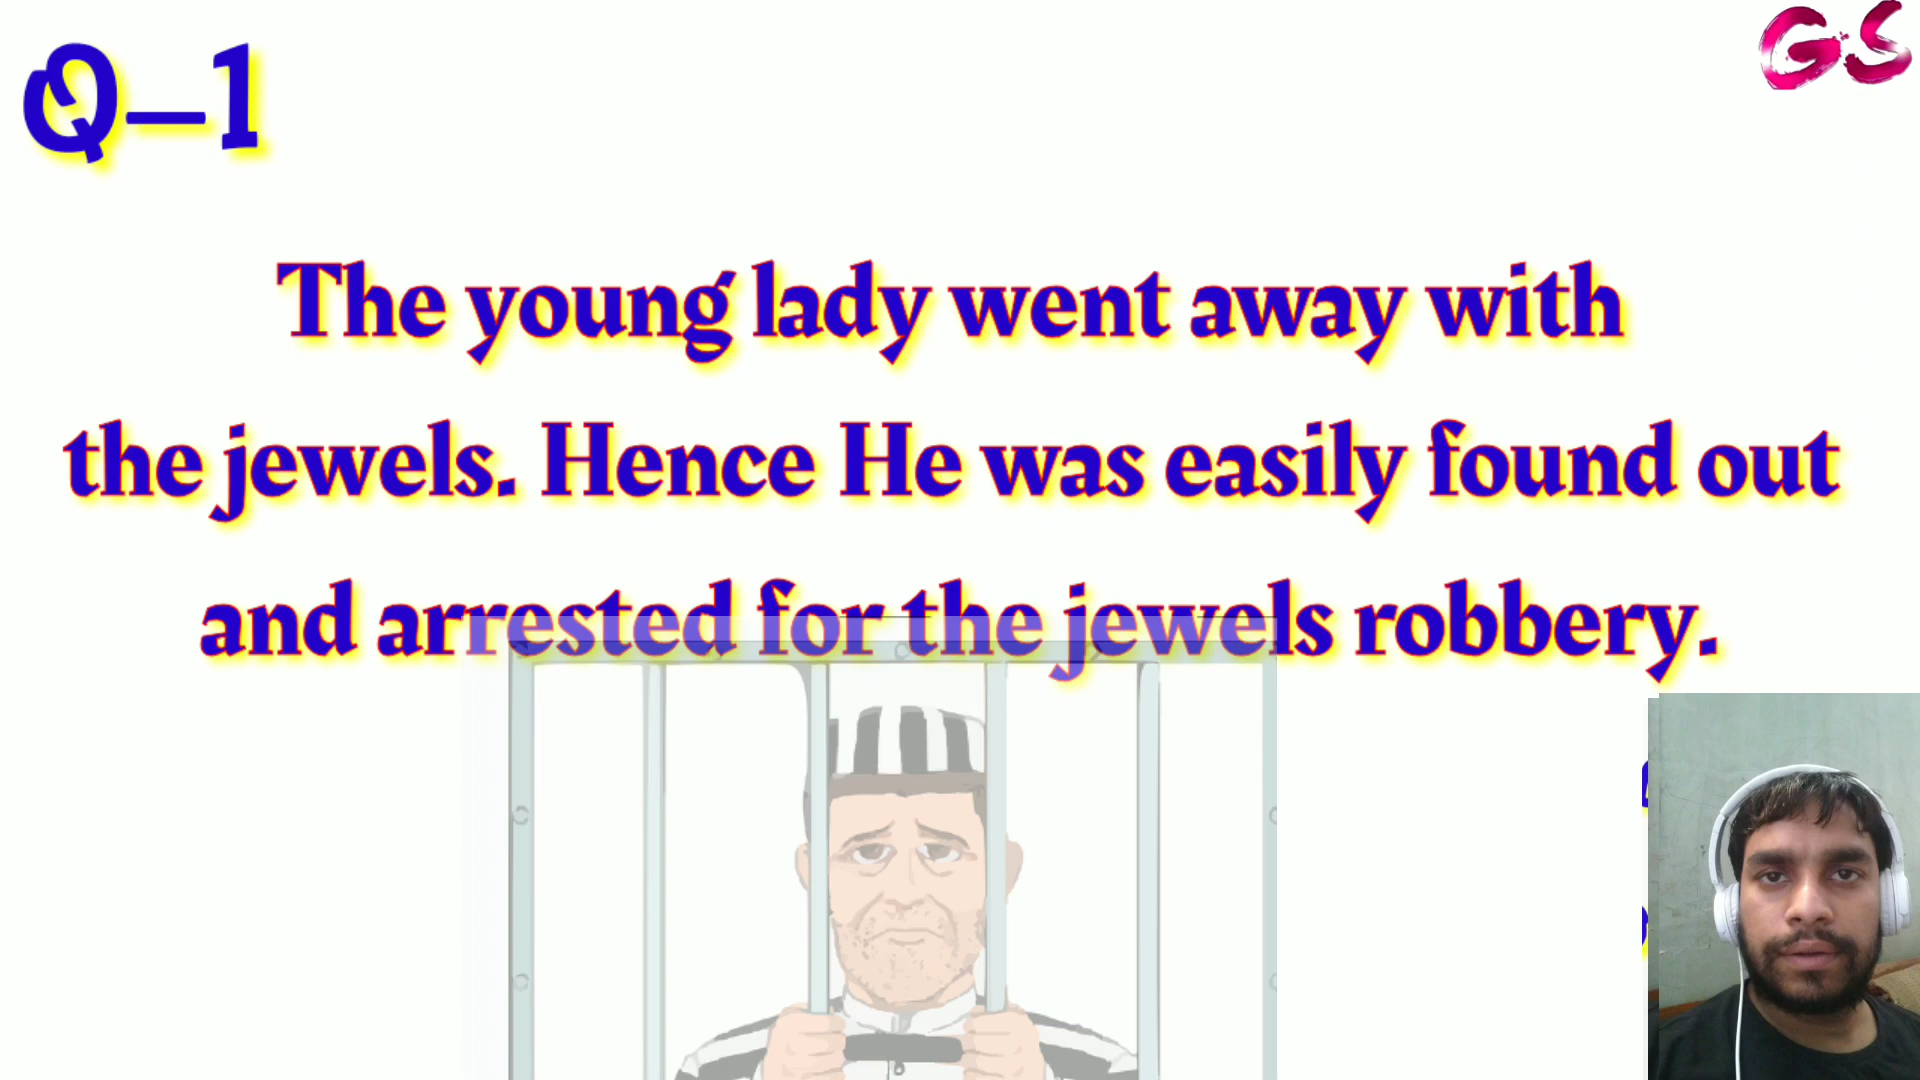 Q–1
GS
The young lady went away with
the jewels. Hence He was easily found out
and arrested for the jewels robbery.